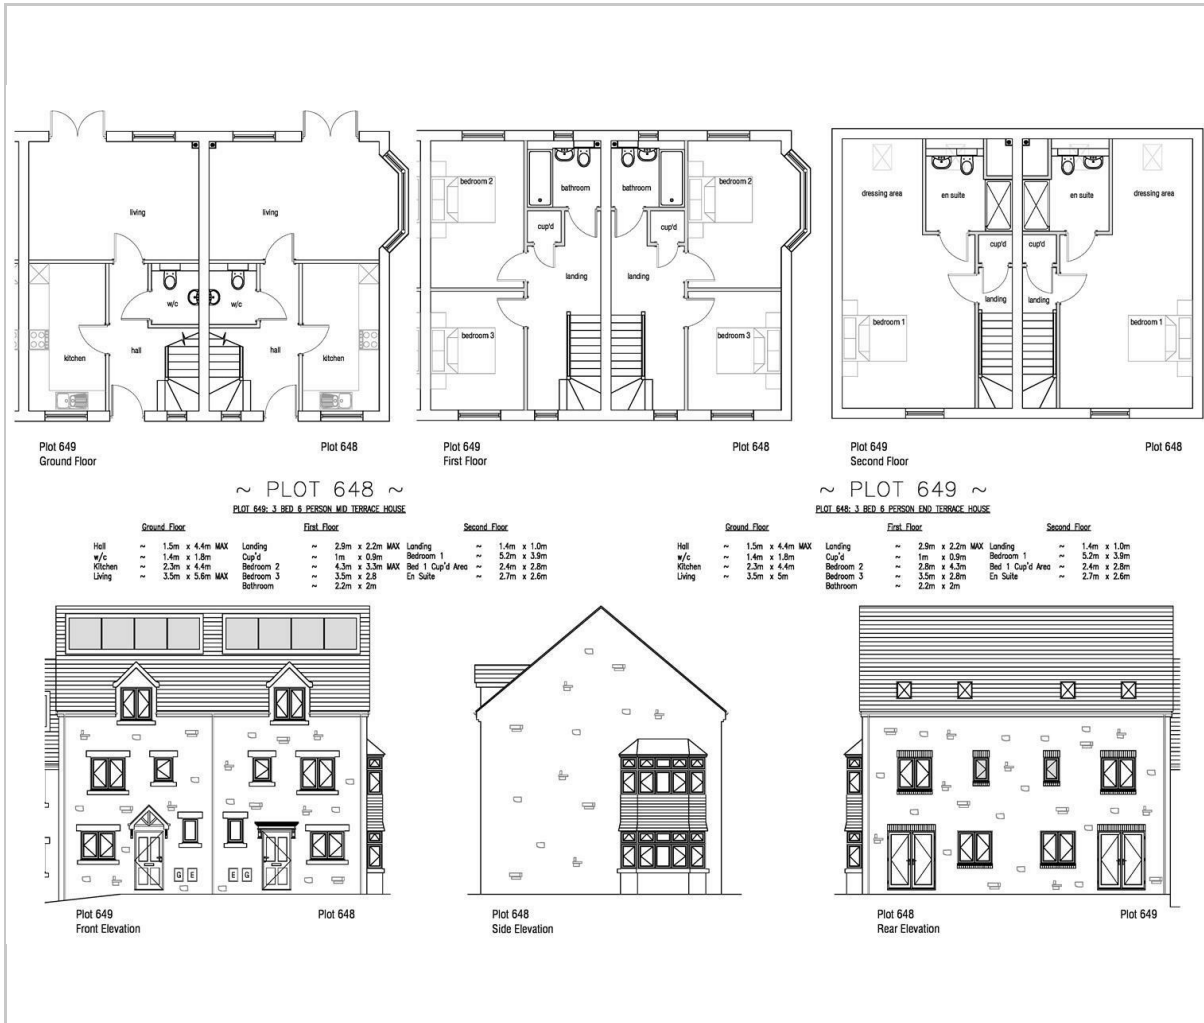 living
living
w/c
w/c
kitchen
hall
hall
kitchen
Plot 649
Ground Floor
Plot 648
bedroom 2
bathroom
bathroom
bedroom 2
cup'd
cup'd
landing
landing
bedroom 3
bedroom 3
Plot 649
First Floor
Plot 648
dressing area
en suite
en suite
dressing area
cup'd
cup'd
landing
landing
bedroom 1
bedroom 1
Plot 649
Second Floor
Plot 648
~ PLOT 648 ~
PLOT 649: 3 BED 6 PERSON MID TERRACE HOUSE
Ground Floor
Hall ~ 1.5m x 4.4m MAX
w/c ~ 1.4m x 1.8m
Kitchen ~ 2.3m x 4.4m
Living ~ 3.5m x 5.6m MAX
First Floor
Landing ~ 2.9m x 2.2m MAX
Cup'd ~ 1m x 0.9m
Bedroom 2 ~ 4.3m x 3.3m MAX
Bedroom 3 ~ 3.5m x 2.8
Bathroom ~ 2.2m x 2m
Second Floor
Landing ~ 1.4m x 1.0m
Bedroom 1 ~ 5.2m x 3.9m
Bed 1 Cup'd Area ~ 2.4m x 2.8m
En Suite ~ 2.7m x 2.6m
~ PLOT 649 ~
PLOT 648: 3 BED 6 PERSON END TERRACE HOUSE
Ground Floor
Hall ~ 1.5m x 4.4m MAX
w/c ~ 1.4m x 1.8m
Kitchen ~ 2.3m x 4.4m
Living ~ 3.5m x 5m
First Floor
Landing ~ 2.9m x 2.2m MAX
Cup'd ~ 1m x 0.9m
Bedroom 2 ~ 2.8m x 4.3m
Bedroom 3 ~ 3.5m x 2.8m
Bathroom ~ 2.2m x 2m
Second Floor
Landing ~ 1.4m x 1.0m
Bedroom 1 ~ 5.2m x 3.9m
Bed 1 Cup'd Area ~ 2.4m x 2.8m
En Suite ~ 2.7m x 2.6m
G E
E G
Plot 649
Front Elevation
Plot 648
Plot 648
Side Elevation
Plot 648
Rear Elevation
Plot 649